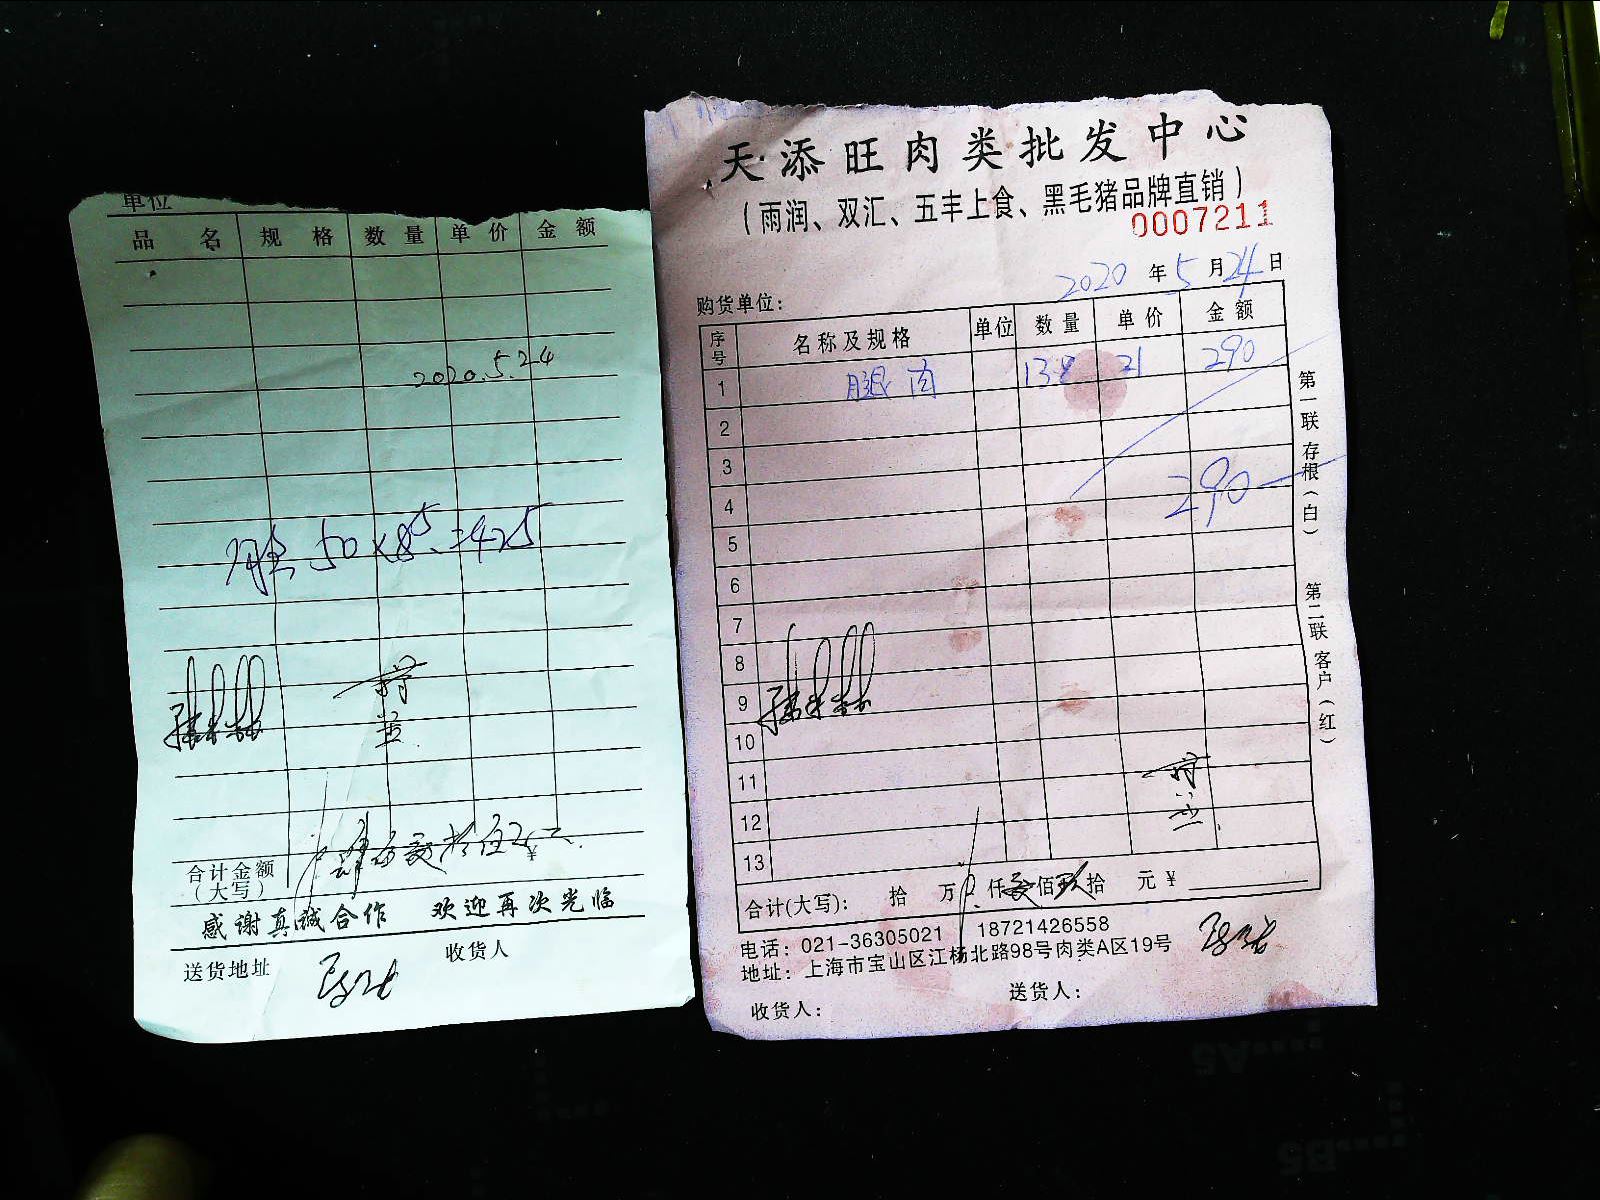 单位
品 名 规 格 数 量 单 价 金 额
2020.5.24
50×8.5=425
合计金额
(大写)
感谢真诚合作 欢迎再次光临
收货人
送货地址
天添旺肉类批发中心
(雨润、双汇、五丰上食、黑毛猪品牌直销)
0007211
2020年5月24日
购货单位:
序号 名称及规格 单位 数量 单价 金额
1 腿肉 13.8 21 290
2
3
4 290
5
6
7
8
9
10
11
12
13
合计(大写): 拾 万 仟贰佰玖拾 元¥
电话: 021-36305021 18721426558
地址: 上海市宝山区江杨北路98号肉类A区19号
送货人:
收货人:
第一联 存根(白) 第二联 客户(红)